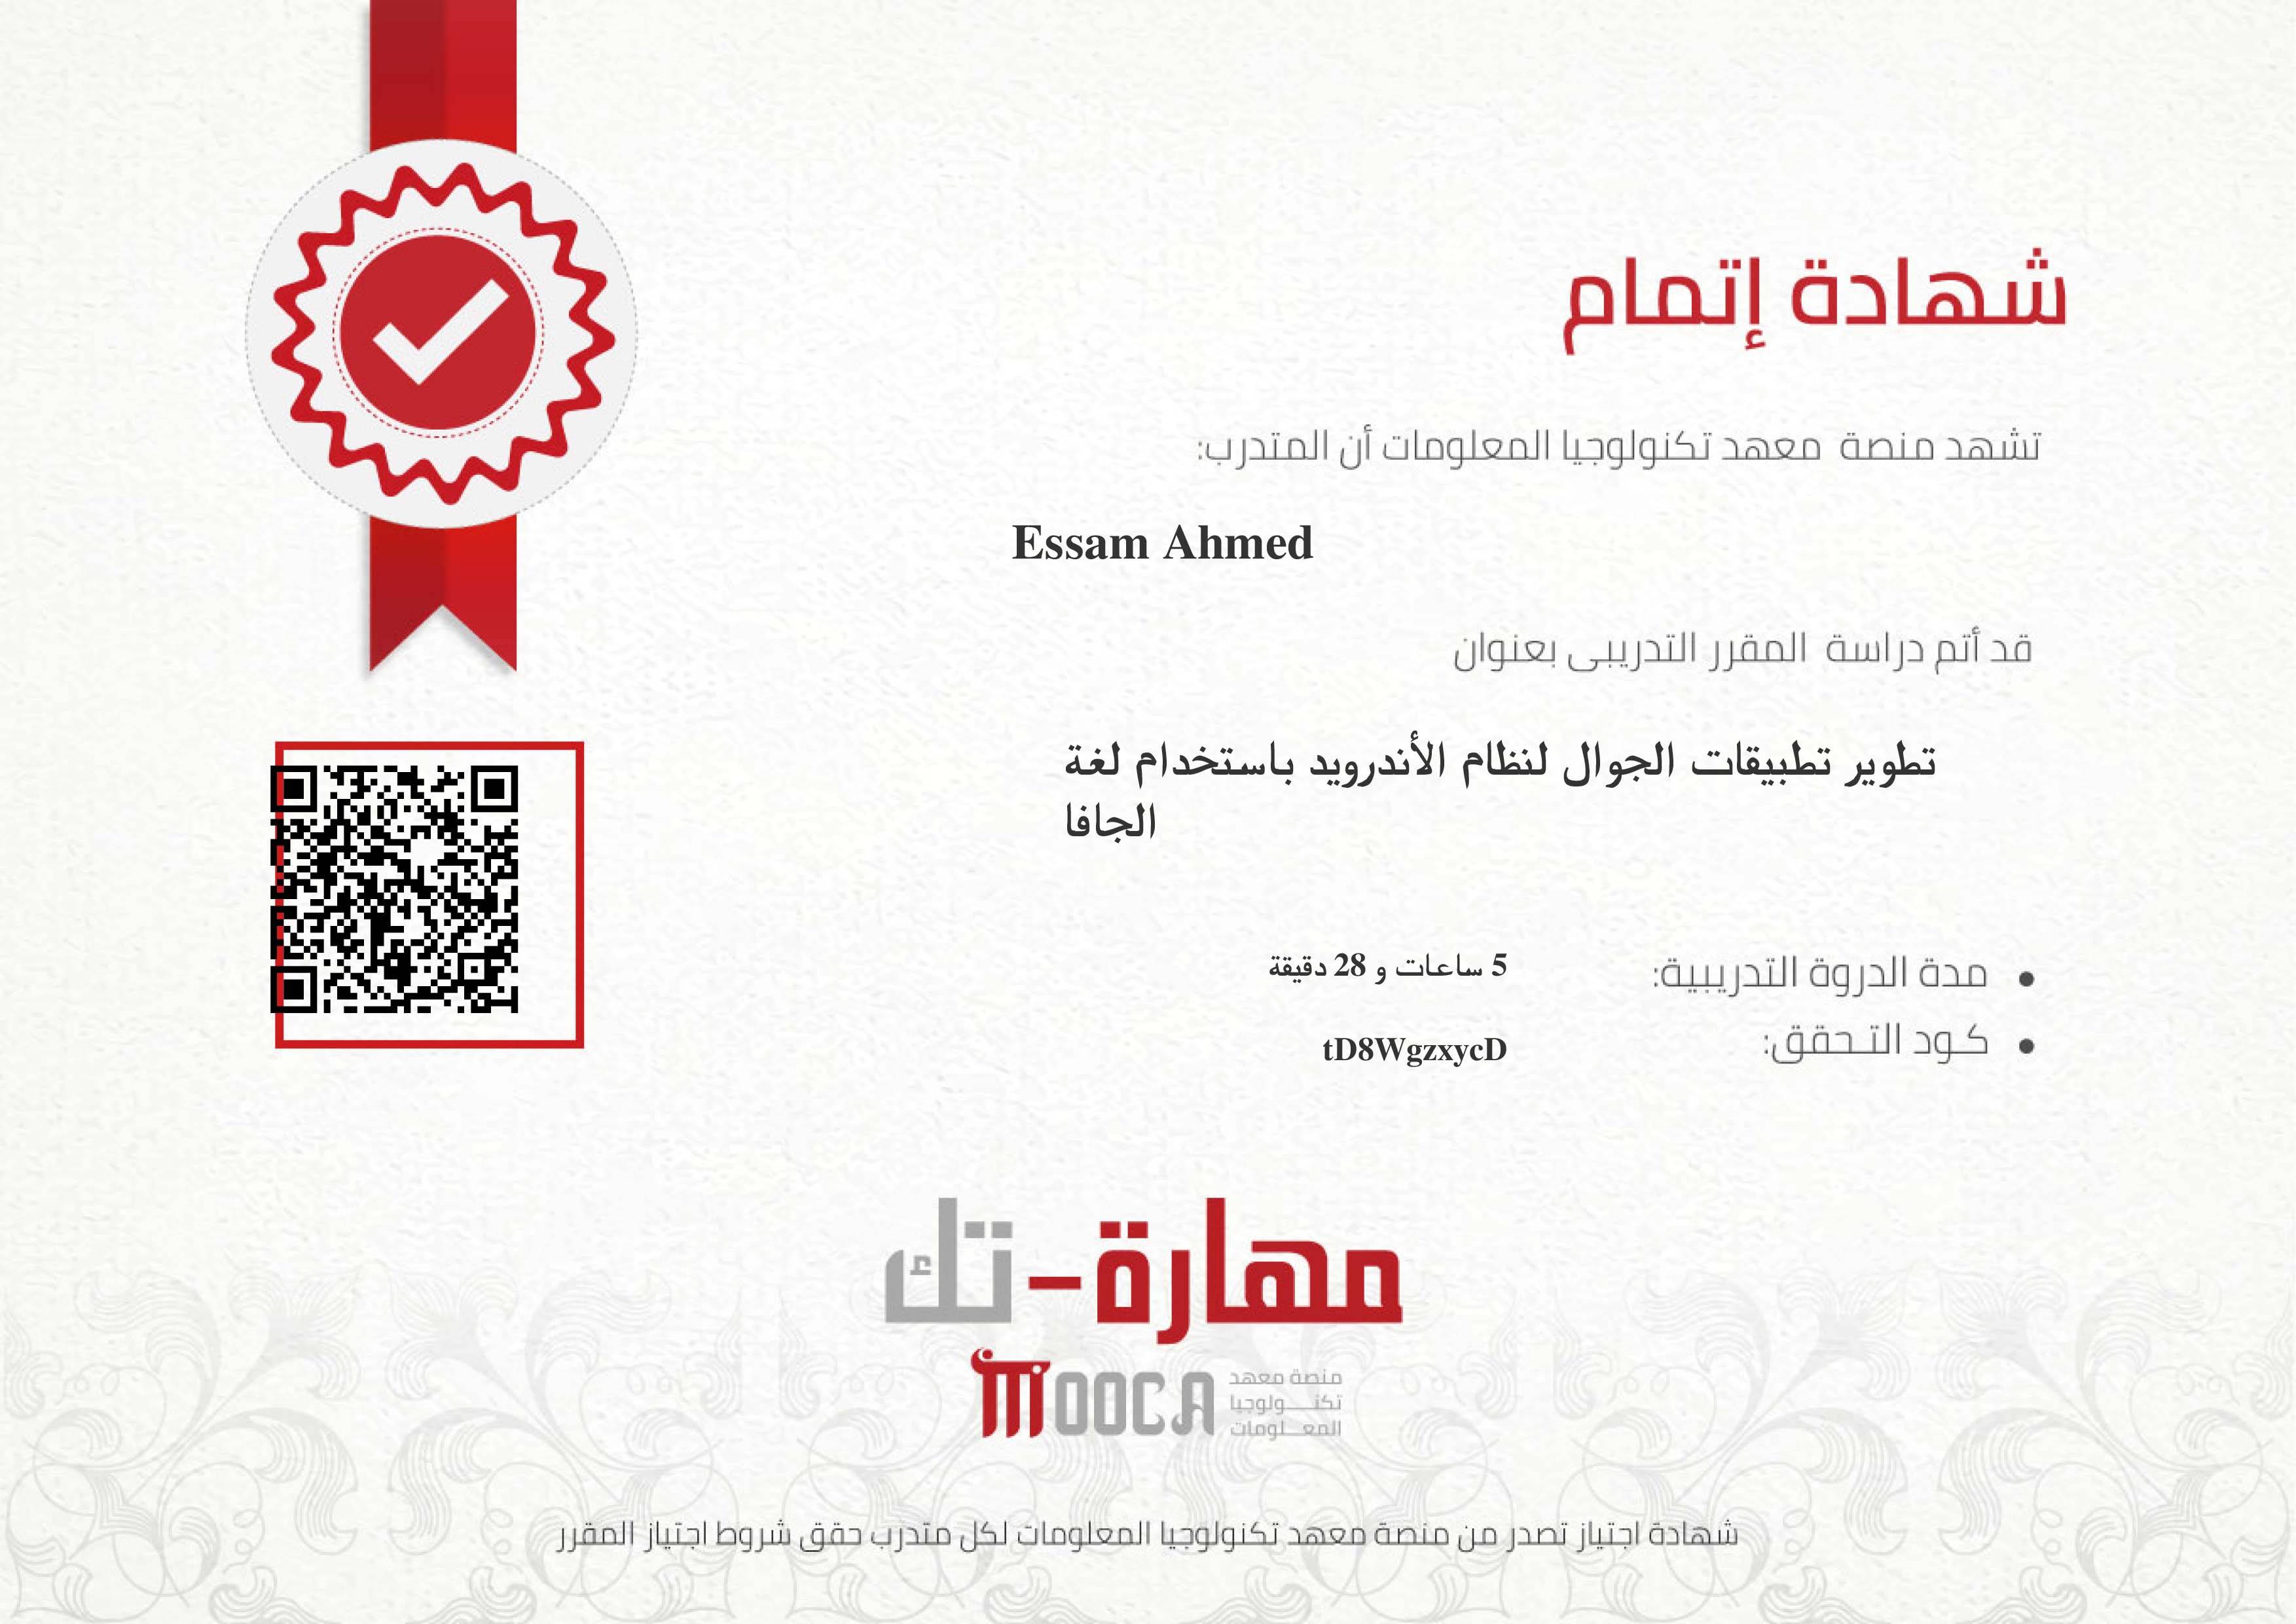 شهادة إتمام
تشهد منصة معهد تكنولوجيا المعلومات أن المتدرب:
Essam Ahmed
قد أتم دراسة المقرر التدريبى بعنوان
تطوير تطبيقات الجوال لنظام الأندرويد باستخدام لغة
الجافا
مدة الدروة التدريبية: 5 ساعات و 28 دقيقة
كـود التـحقق: tD8WgzxycD
مهارة-تك
MOOCA
منصة معهد
تكنـــولوجيا
المعـــلومات
شهادة اجتياز تصدر من منصة معهد تكنولوجيا المعلومات لكل متدرب حقق شروط اجتياز المقرر